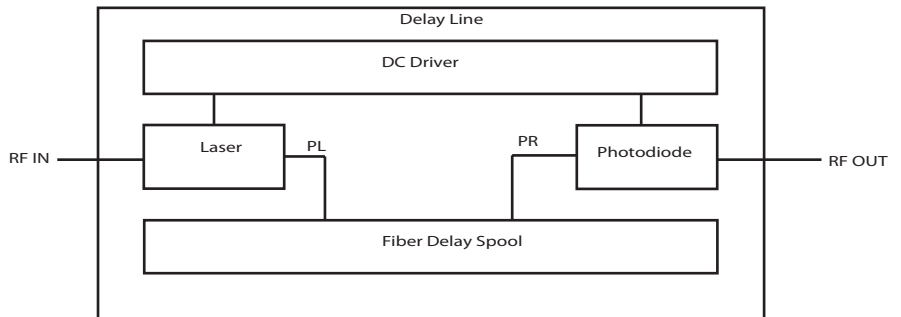 Delay Line
DC Driver
Laser
PL
PR
Photodiode
RF IN
RF OUT
Fiber Delay Spool